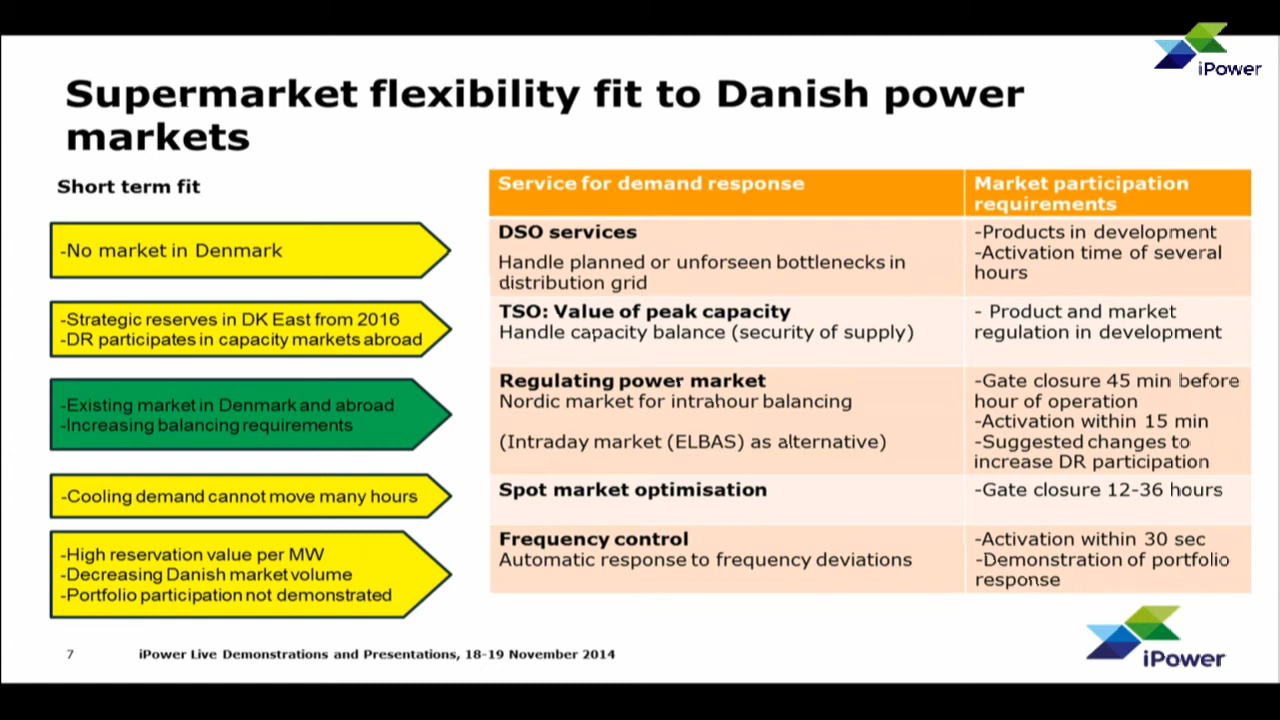 iPower
Supermarket flexibility fit to Danish power
markets
Short term fit
-No market in Denmark
-Strategic reserves in DK East from 2016
-DR participates in capacity markets abroad
-Existing market in Denmark and abroad
-Increasing balancing requirements
-Cooling demand cannot move many hours
-High reservation value per MW
-Decreasing Danish market volume
-Portfolio participation not demonstrated
Service for demand response
Market participation
requirements
DSO services
Handle planned or unforseen bottlenecks in
distribution grid
-Products in development
-Activation time of several
hours
TSO: Value of peak capacity
Handle capacity balance (security of supply)
- Product and market
regulation in development
Regulating power market
Nordic market for intrahour balancing
(Intraday market (ELBAS) as alternative)
-Gate closure 45 min before
hour of operation
-Activation within 15 min
-Suggested changes to
increase DR participation
Spot market optimisation
-Gate closure 12-36 hours
Frequency control
Automatic response to frequency deviations
-Activation within 30 sec
-Demonstration of portfolio
response
7
iPower Live Demonstrations and Presentations, 18-19 November 2014
iPower